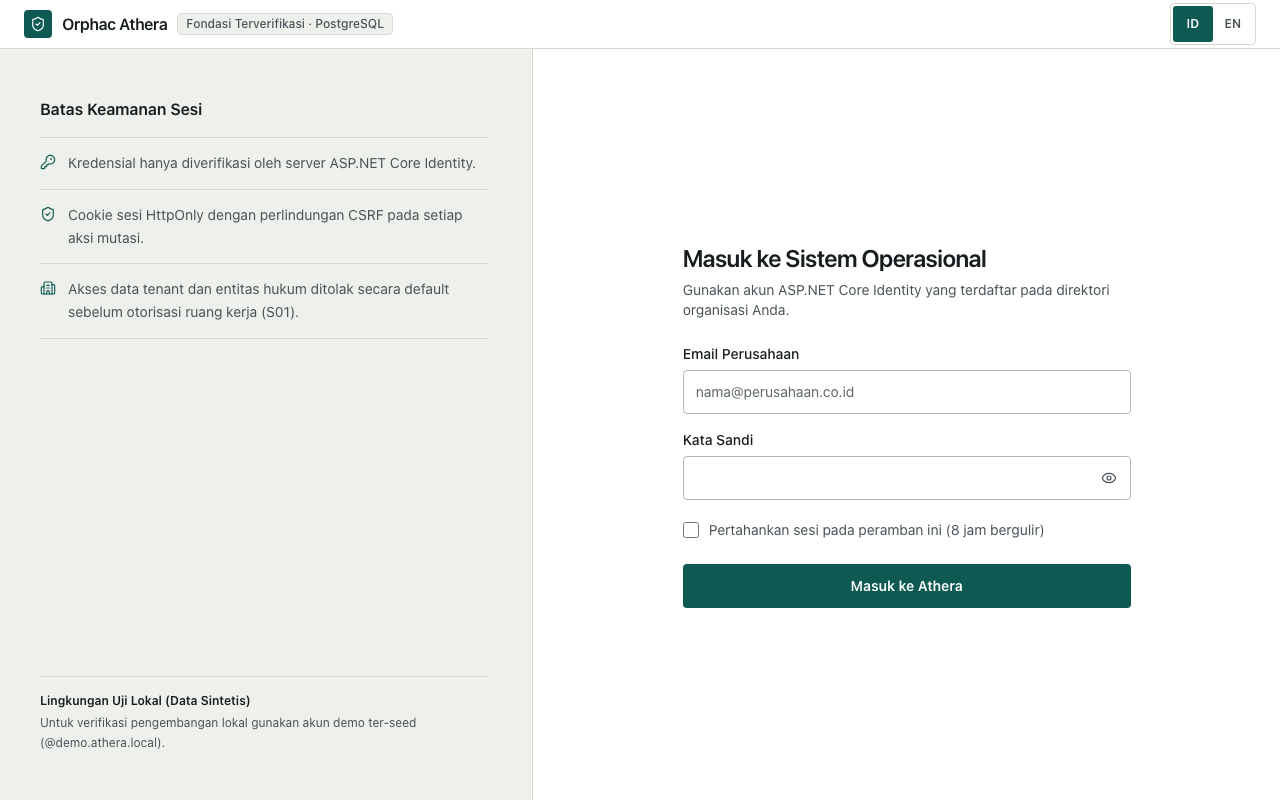 Orphac Athera
Fondasi Terverifikasi · PostgreSQL
ID
EN
Batas Keamanan Sesi
Kredensial hanya diverifikasi oleh server ASP.NET Core Identity.
Cookie sesi HttpOnly dengan perlindungan CSRF pada setiap
aksi mutasi.
Akses data tenant dan entitas hukum ditolak secara default
sebelum otorisasi ruang kerja (S01).
Lingkungan Uji Lokal (Data Sintetis)
Untuk verifikasi pengembangan lokal gunakan akun demo ter-seed
(@demo.athera.local).
Masuk ke Sistem Operasional
Gunakan akun ASP.NET Core Identity yang terdaftar pada direktori
organisasi Anda.
Email Perusahaan
nama@perusahaan.co.id
Kata Sandi
Pertahankan sesi pada peramban ini (8 jam bergulir)
Masuk ke Athera